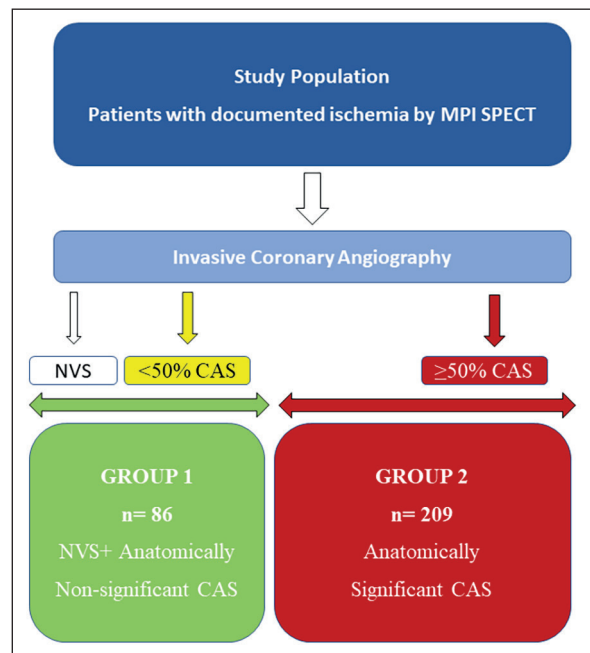 Study Population
Patients with documented ischemia by MPI SPECT
Invasive Coronary Angiography
NVS
<50% CAS
≥50% CAS
GROUP 1
n= 86
NVS+ Anatomically
Non-significant CAS
GROUP 2
n= 209
Anatomically
Significant CAS